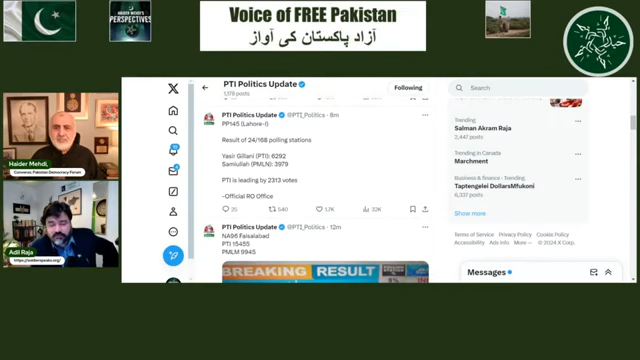 HAIDER MEHDI'S
PERSPECTIVES
Voice of FREE Pakistan
آزاد پاکستان کی آواز
Haider Mehdi,
Convenor, Pakistan Democracy Forum
Adil Raja
https://soldierspeaks.org/
PTI Politics Update
1,178 posts
Following
Search
PTI Politics Update @PTI_Politics · 8m
PP145 (Lahore-I)
Result of 24/168 polling stations
Yasir Gillani (PTI): 6292
Samiullah (PMLN): 3979
PTI is leading by 2313 votes
-Official RO Office
25 540 1.7K 32K
PTI Politics Update @PTI_Politics · 12m
NA96 Faisalabad
PTI 15455
PMLM 9945
BREAKING RESULT
Trending
Salman Akram Raja
2,447 posts
Trending in Canada
Marchment
Business & finance · Trending
Taptengelei DollarsMfukoni
6,337 posts
Show more
Terms of Service Privacy Policy Cookie Policy
Accessibility Ads info More ··· © 2024 X Corp.
Messages